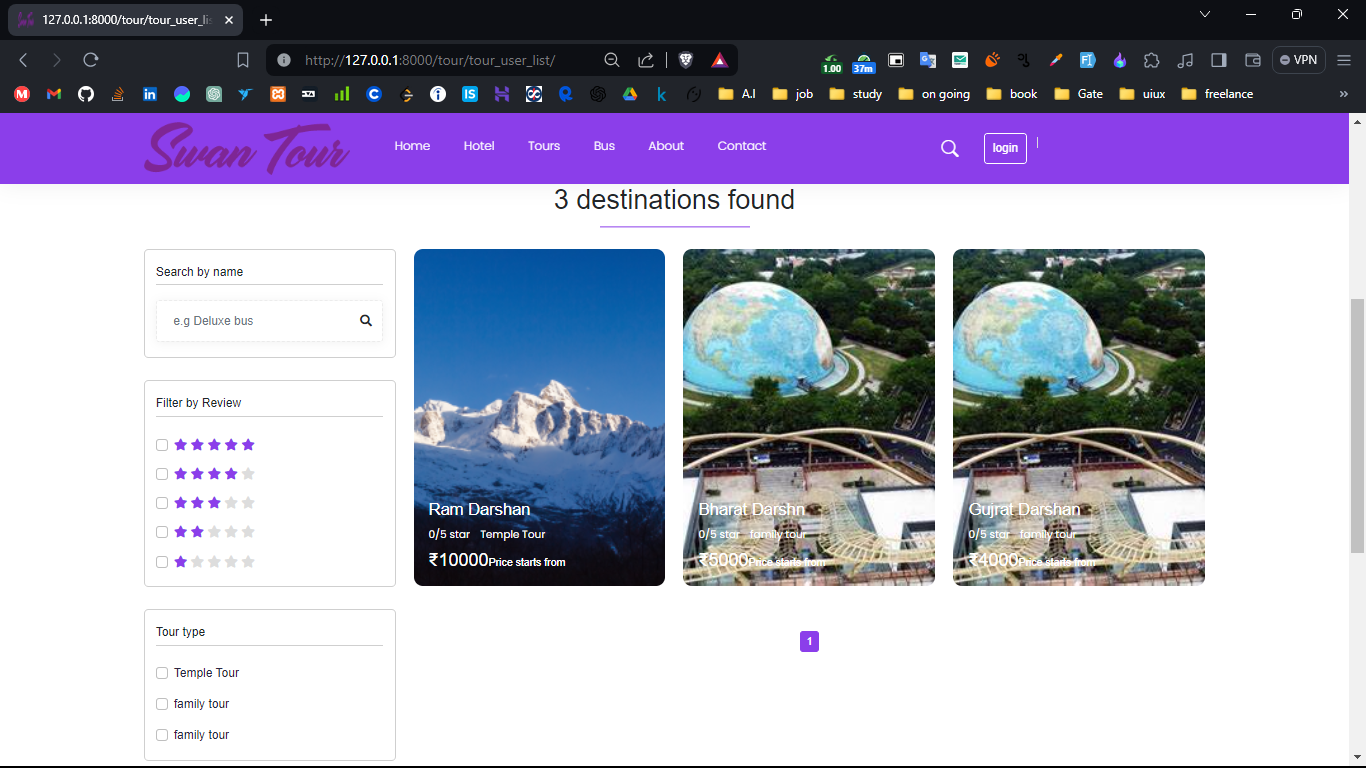 127.0.0.1:8000/tour/tour_user_lis
http://127.0.0.1:8000/tour/tour_user_list/
1.00
37m
VPN
A.I
job
study
on going
book
Gate
uiux
freelance
Swan Tour
Home
Hotel
Tours
Bus
About
Contact
login
3 destinations found
Search by name
e.g Deluxe bus
Filter by Review
Tour type
Temple Tour
family tour
family tour
Ram Darshan
0/5 star Temple Tour
₹10000Price starts from
Bharat Darshn
0/5 star family tour
₹5000Price starts from
Gujrat Darshan
0/5 star family tour
₹4000Price starts from
1